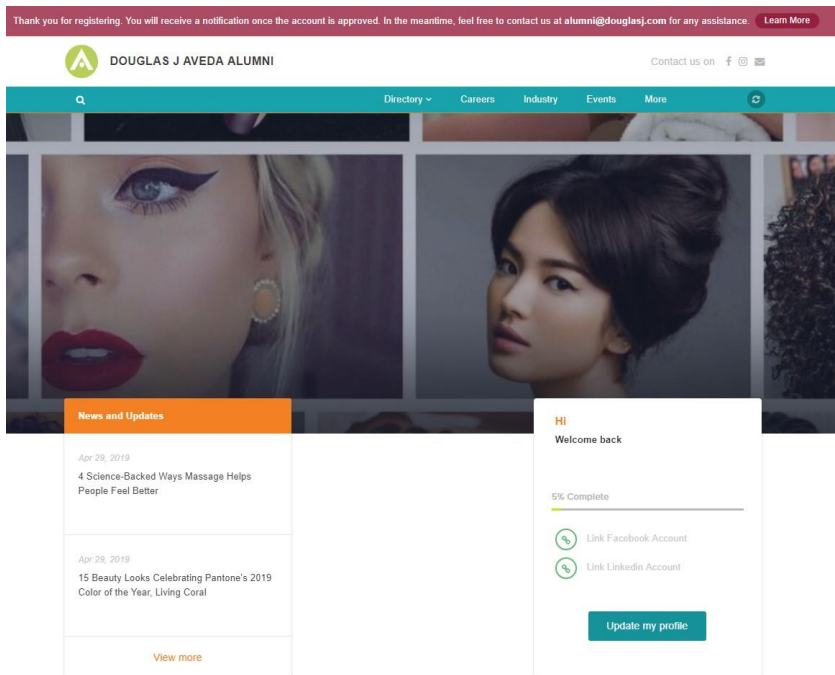 Thank you for registering. You will receive a notification once the account is approved. In the meantime, feel free to contact us at alumni@douglasj.com for any assistance. Learn More
DOUGLAS J AVEDA ALUMNI
Contact us on
Directory
Careers
Industry
Events
More
News and Updates
Apr 29, 2019
4 Science-Backed Ways Massage Helps
People Feel Better
Apr 29, 2019
15 Beauty Looks Celebrating Pantone's 2019
Color of the Year, Living Coral
View more
Hi
Welcome back
5% Complete
Link Facebook Account
Link Linkedin Account
Update my profile